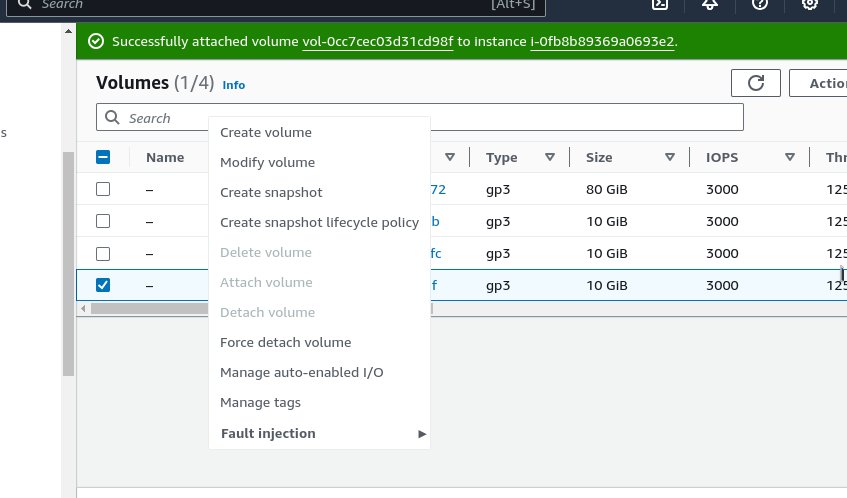 Search [Alt+S]
Successfully attached volume vol-0cc7cec03d31cd98f to instance i-0fb8b89369a0693e2.
Volumes (1/4) Info
Actio
Search
s
Name Type Size IOPS Thr
– 72 gp3 80 GiB 3000 125
– b gp3 10 GiB 3000 125
– fc gp3 10 GiB 3000 125
– f gp3 10 GiB 3000 125
Create volume
Modify volume
Create snapshot
Create snapshot lifecycle policy
Delete volume
Attach volume
Detach volume
Force detach volume
Manage auto-enabled I/O
Manage tags
Fault injection